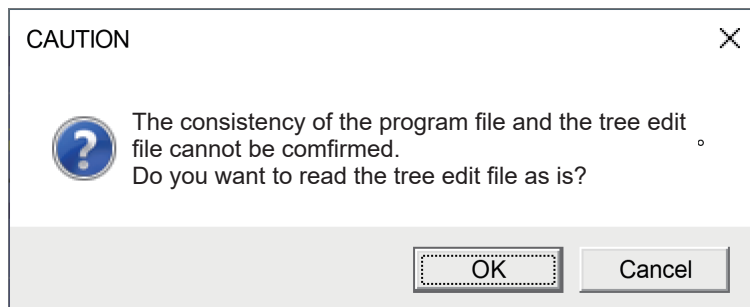 CAUTION
The consistency of the program file and the tree edit
file cannot be comfirmed.
Do you want to read the tree edit file as is?
OK
Cancel